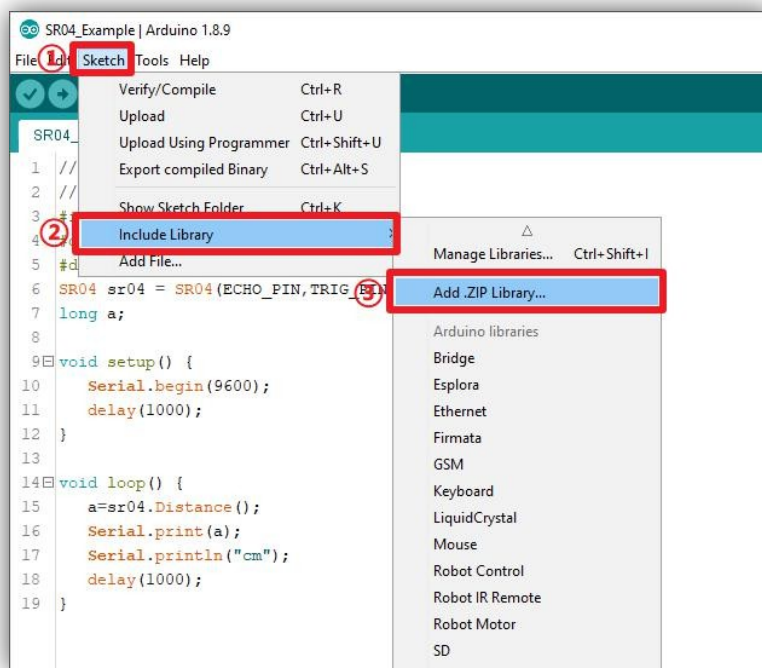 SR04_Example | Arduino 1.8.9
① 
File Edit Sketch Tools Help
Verify/Compile Ctrl+R
Upload Ctrl+U
Upload Using Programmer Ctrl+Shift+U
Export compiled Binary Ctrl+Alt+S
Show Sketch Folder Ctrl+K
② Include Library
Add File...
Manage Libraries... Ctrl+Shift+I
③ Add .ZIP Library...
Arduino libraries
Bridge
Esplora
Ethernet
Firmata
GSM
Keyboard
LiquidCrystal
Mouse
Robot Control
Robot IR Remote
Robot Motor
SD
SR04_
1 //
2 //
3
4
5 #d
6 SR04 sr04 = SR04(ECHO_PIN,TRIG_PIN
7 long a;
8
9 void setup() {
10 Serial.begin(9600);
11 delay(1000);
12 }
13
14 void loop() {
15 a=sr04.Distance();
16 Serial.print(a);
17 Serial.println("cm");
18 delay(1000);
19 }